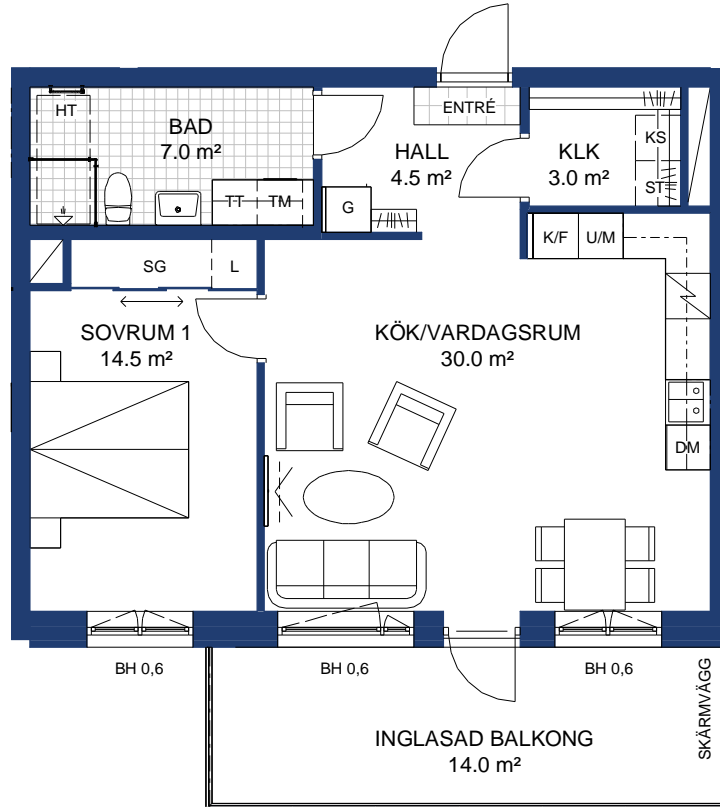 HT
BAD
7.0 m²
ENTRÉ
HALL
4.5 m²
KLK
3.0 m²
KS
ST
TT
TM
G
K/F
U/M
SG
L
SOVRUM 1
14.5 m²
KÖK/VARDAGSRUM
30.0 m²
DM
BH 0,6
BH 0,6
BH 0,6
SKÄRMVÄGG
INGLASAD BALKONG
14.0 m²